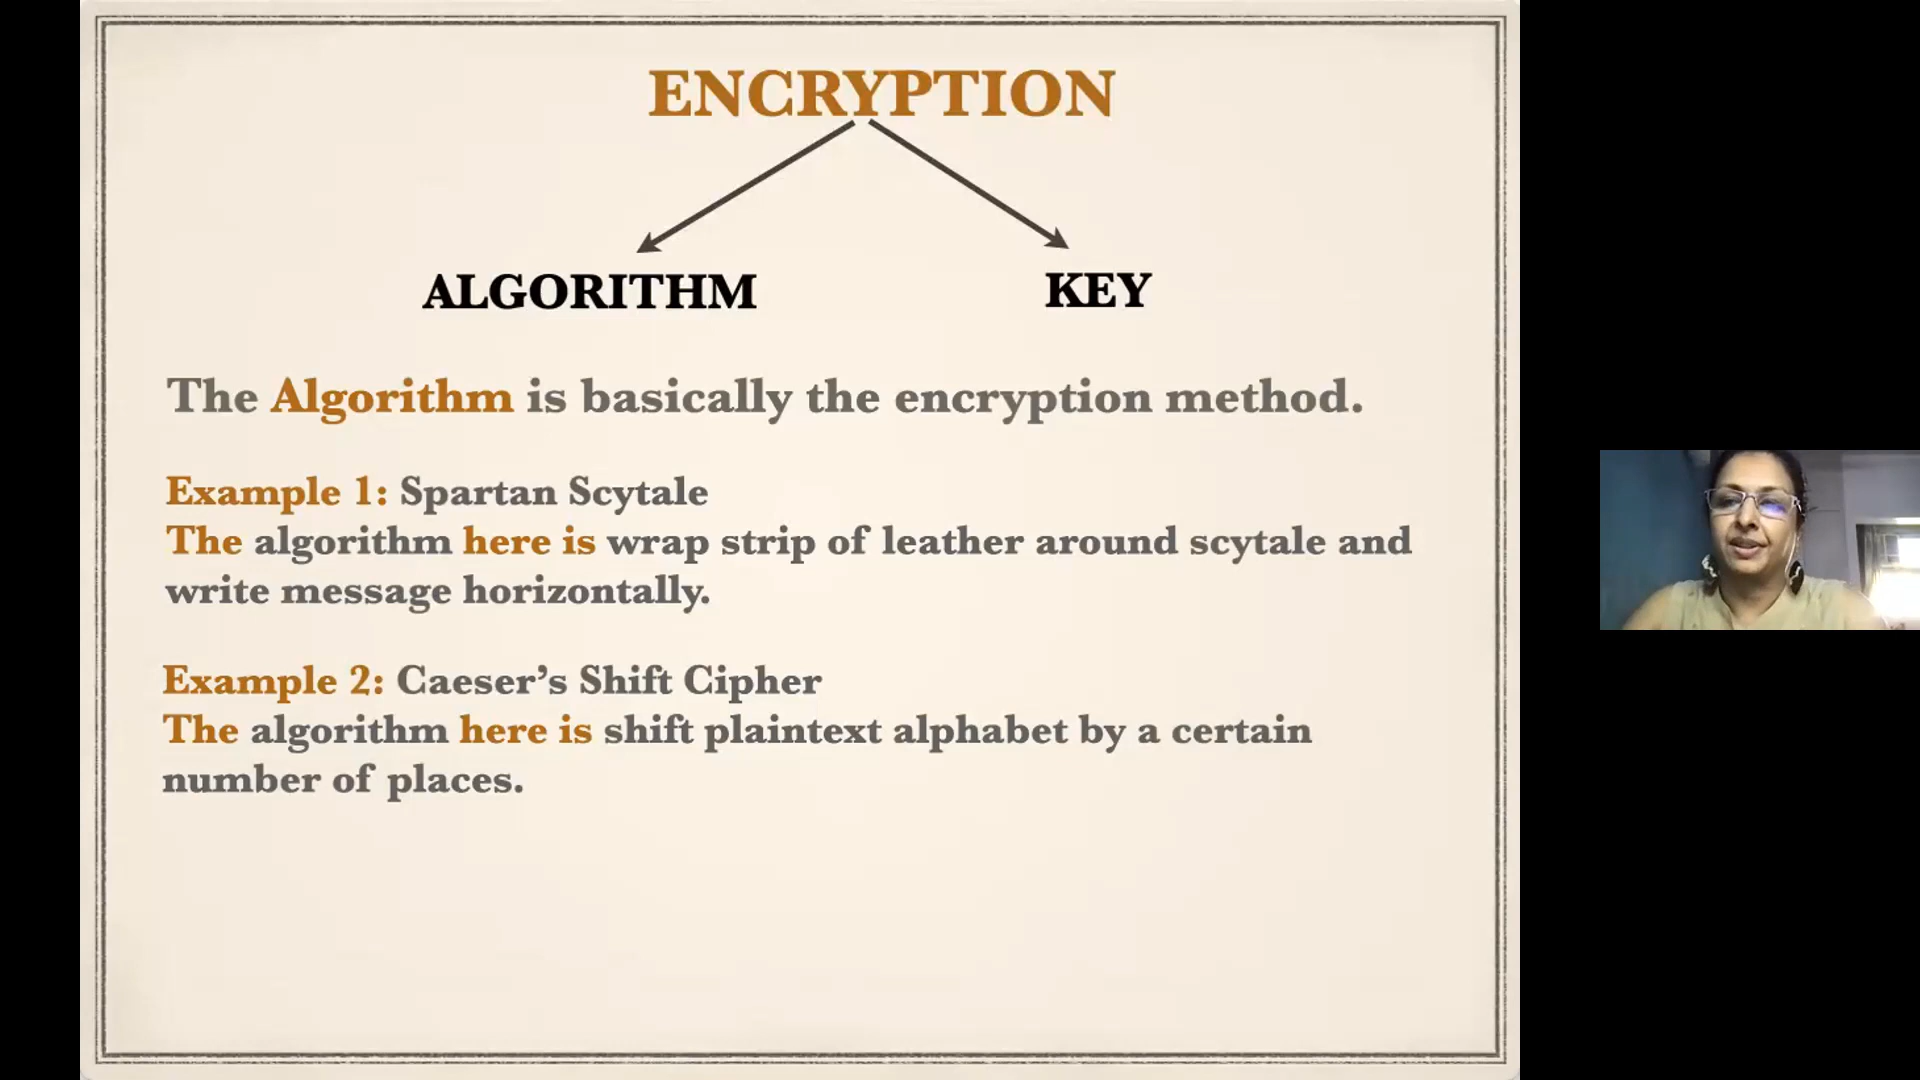 ENCRYPTION
ALGORITHM
KEY
The Algorithm is basically the encryption method.
Example 1: Spartan Scytale
The algorithm here is wrap strip of leather around scytale and
write message horizontally.
Example 2: Caeser’s Shift Cipher
The algorithm here is shift plaintext alphabet by a certain
number of places.